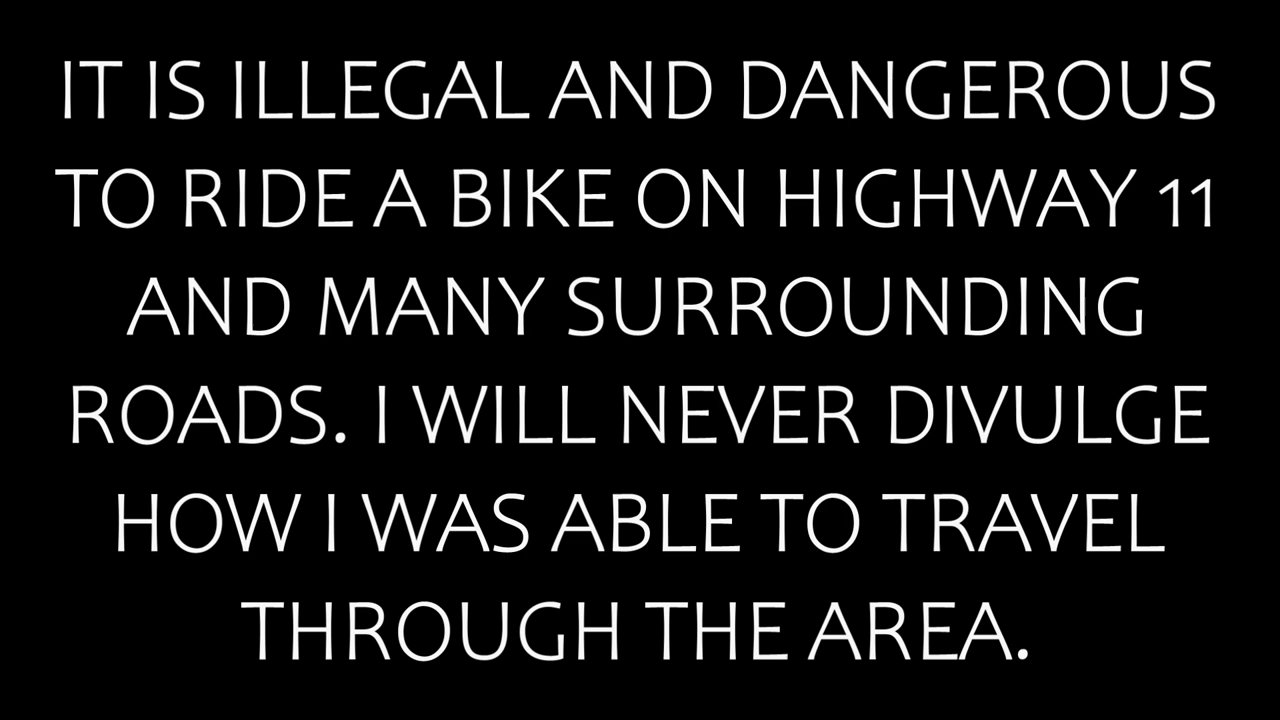 IT IS ILLEGAL AND DANGEROUS
TO RIDE A BIKE ON HIGHWAY 11
AND MANY SURROUNDING
ROADS. I WILL NEVER DIVULGE
HOW I WAS ABLE TO TRAVEL
THROUGH THE AREA.